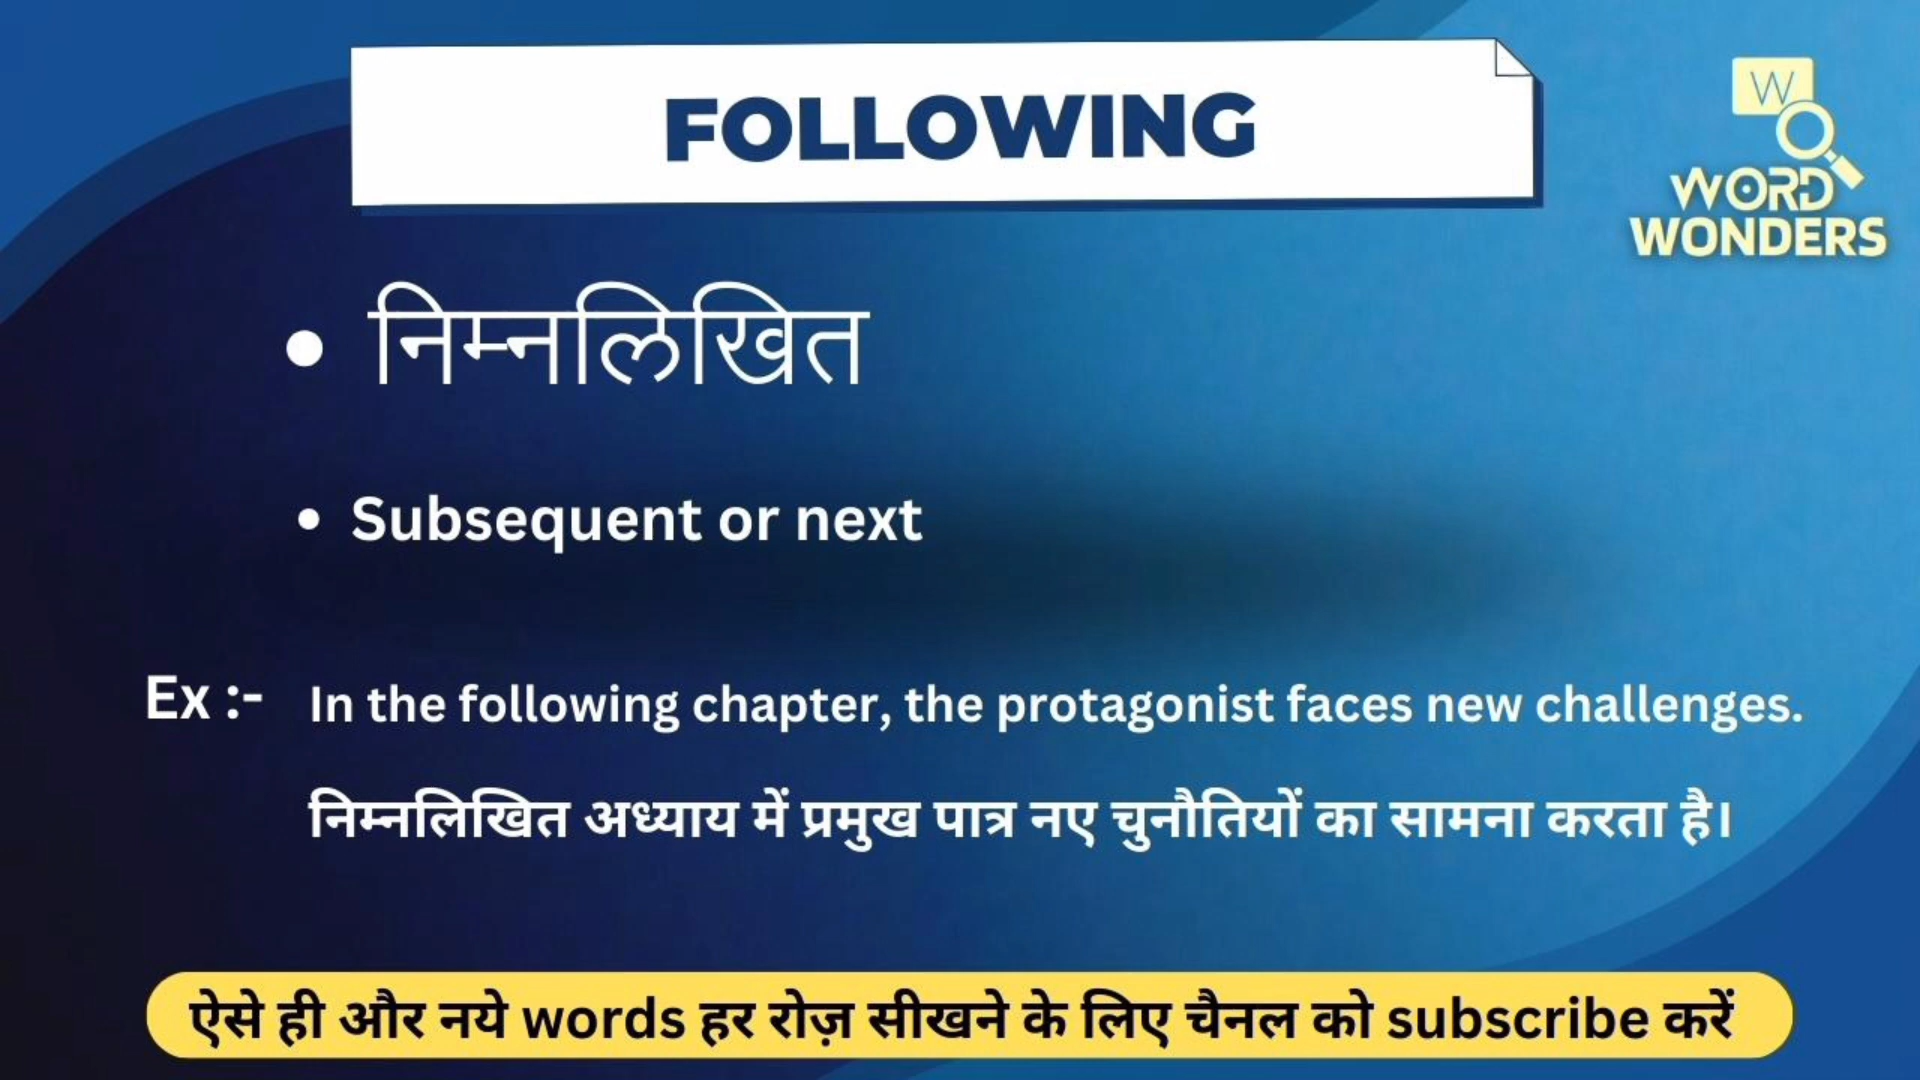 FOLLOWING
W
WORD
WONDERS
• निम्नलिखित
• Subsequent or next
Ex :- In the following chapter, the protagonist faces new challenges.
निम्नलिखित अध्याय में प्रमुख पात्र नए चुनौतियों का सामना करता है।
ऐसे ही और नये words हर रोज़ सीखने के लिए चैनल को subscribe करें